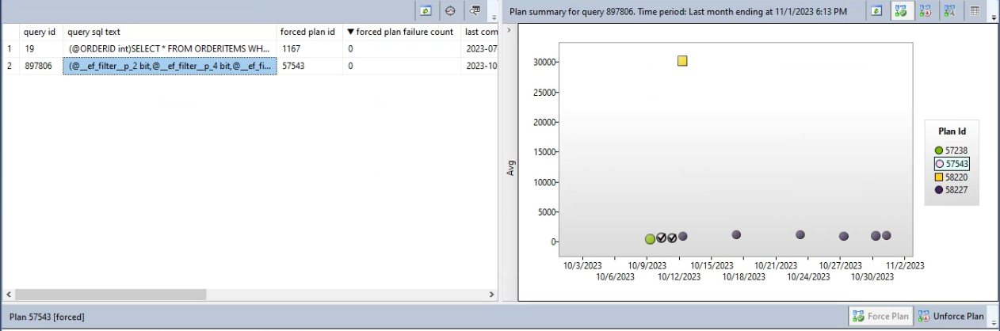 Plan summary for query 897806. Time period: Last month ending at 11/1/2023 6:13 PM
query id query sql text forced plan id ▼ forced plan failure count last com
1 19 (@ORDERID int)SELECT * FROM ORDERITEMS WH... 1167 0 2023-07
2 897806 (@__ef_filter__p_2 bit,@__ef_filter__p_4 bit,@__ef_fi... 57543 0 2023-10
Avg
30000
25000
20000
15000
10000
5000
0
10/3/2023 10/9/2023 10/15/2023 10/21/2023 10/27/2023 11/2/2023
10/6/2023 10/12/2023 10/18/2023 10/24/2023 10/30/2023
Plan Id
57238
57543
58220
58227
Plan 57543 [forced]
Force Plan Unforce Plan